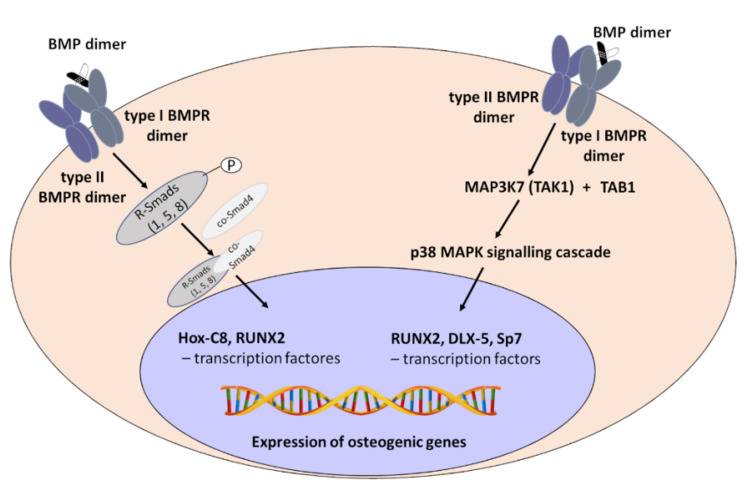 BMP dimer
type I BMPR
dimer
type II
BMPR dimer
P
R-Smads
(1, 5, 8)
co-Smad4
co-
Smad4
R-Smads
(1, 5, 8)
BMP dimer
type II BMPR
dimer
type I BMPR
dimer
MAP3K7 (TAK1) + TAB1
p38 MAPK signalling cascade
Hox-C8, RUNX2
– transcription factores
RUNX2, DLX-5, Sp7
– transcription factors
Expression of osteogenic genes